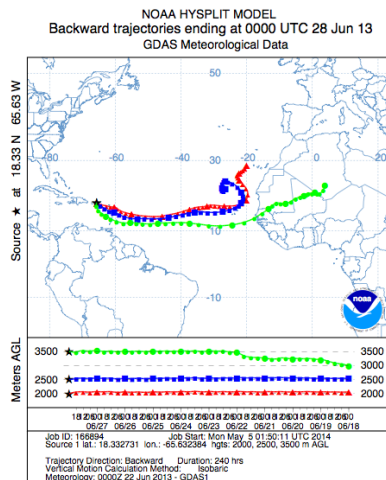 NOAA HYSPLIT MODEL
Backward trajectories ending at 0000 UTC 28 Jun 13
GDAS Meteorological Data
Source ★ at 18.33 N 65.63 W
50
30
-60 -40 -20 0
-10
noaa
Meters AGL
3500 3500
3000
2500 2500
2000 2000
06/27 06/26 06/25 06/24 06/23 06/22 06/21 06/20 06/19 06/18
Job ID: 166894 Job Start: Mon May 5 01:50:11 UTC 2014
Source 1 lat.: 18.332731 lon.: -65.632384 hgts: 2000, 2500, 3500 m AGL
Trajectory Direction: Backward Duration: 240 hrs
Vertical Motion Calculation Method: Isobaric
Meteorology: 0000Z 22 Jun 2013 - GDAS1